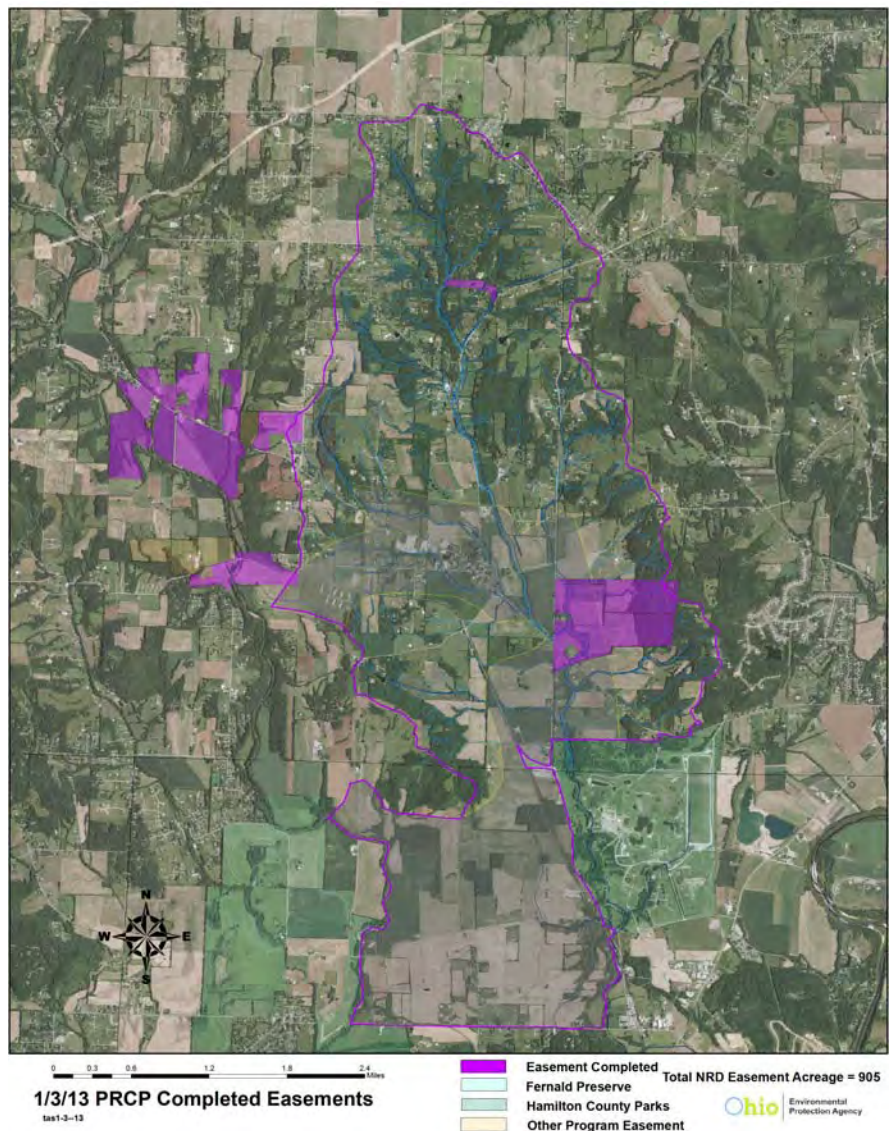 N
W E
S
0 0.3 0.6 1.2 1.8 2.4
Miles
1/3/13 PRCP Completed Easements
tas1-3--13
Easement Completed
Fernald Preserve
Hamilton County Parks
Other Program Easement
Total NRD Easement Acreage = 905
Ohio Environmental
Protection Agency